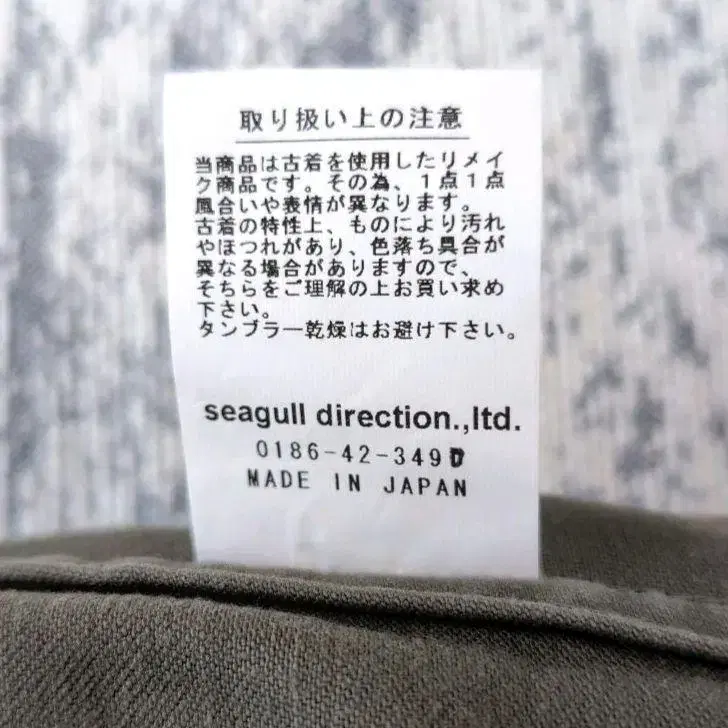 取り扱い上の注意
当商品は古着を使用したリメイ
ク商品です。その為、１点１点
風合いや表情が異なります。
古着の特性上、ものにより汚れ
やほつれがあり、色落ち具合が
異なる場合がありますので、
そちらをご理解の上お買い求め
下さい。
タンブラー乾燥はお避け下さい。
seagull direction.,ltd.
0186-42-3490
MADE IN JAPAN